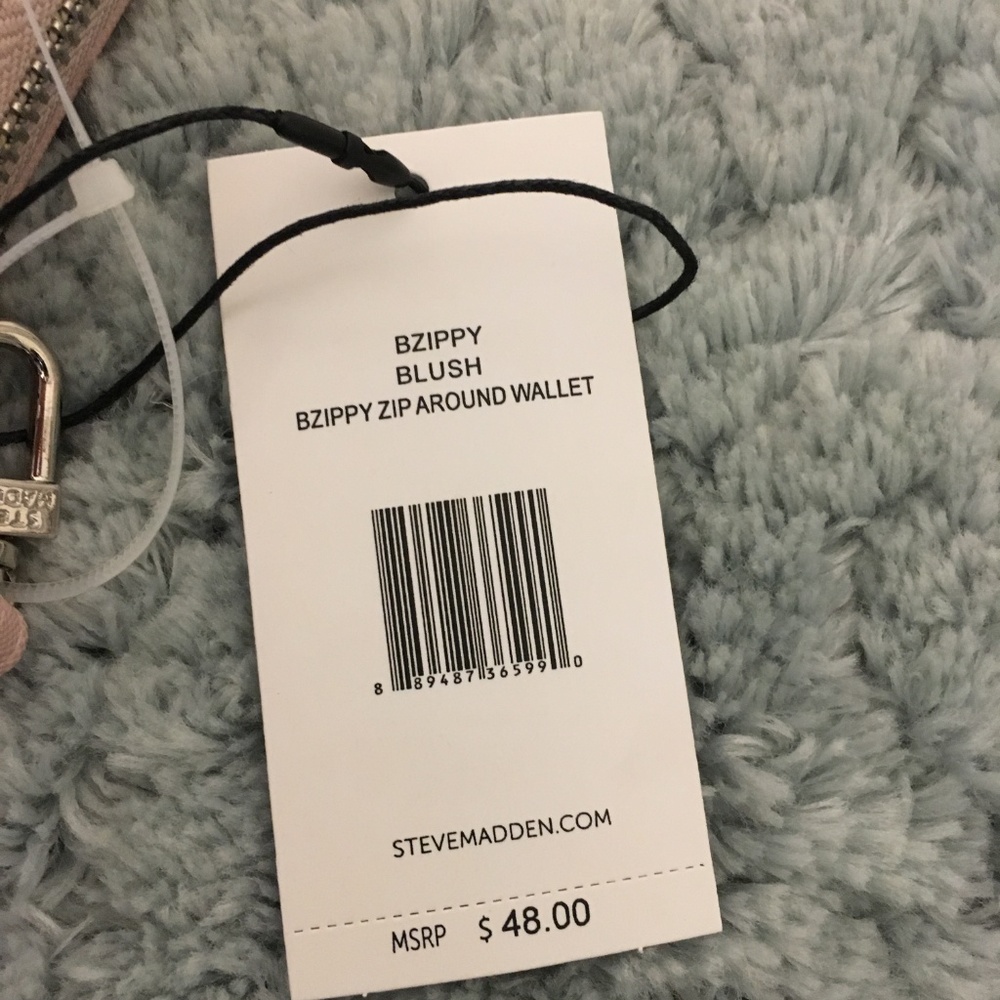 BZIPPY
BLUSH
BZIPPY ZIP AROUND WALLET
8 89487 36599 0
STEVEMADDEN.COM
MSRP $ 48.00